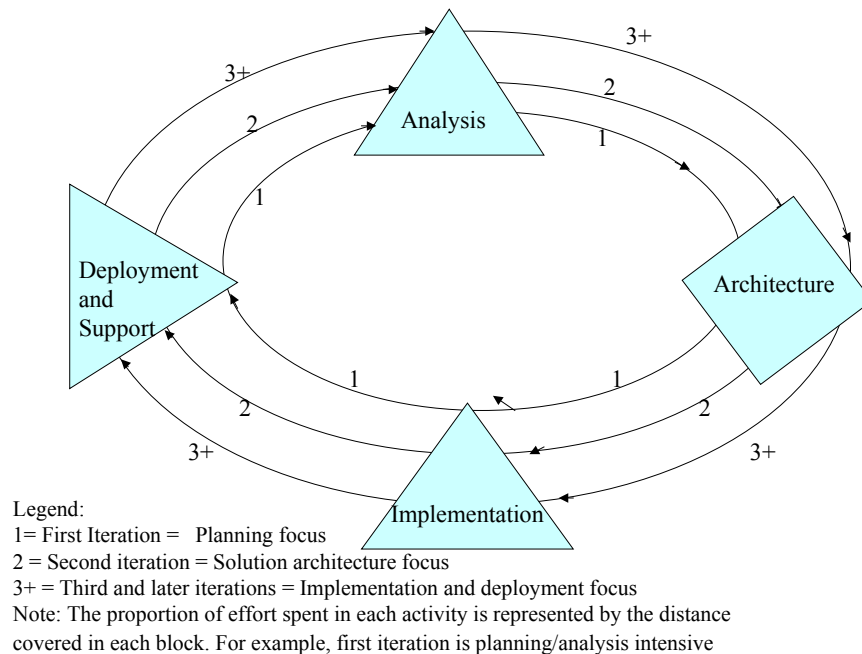 3+
3+
2
2
Analysis
1
1
Deployment
and
Support
Architecture
1
1
2
2
3+
3+
Implementation
Legend:
1= First Iteration = Planning focus
2 = Second iteration = Solution architecture focus
3+ = Third and later iterations = Implementation and deployment focus
Note: The proportion of effort spent in each activity is represented by the distance
covered in each block. For example, first iteration is planning/analysis intensive